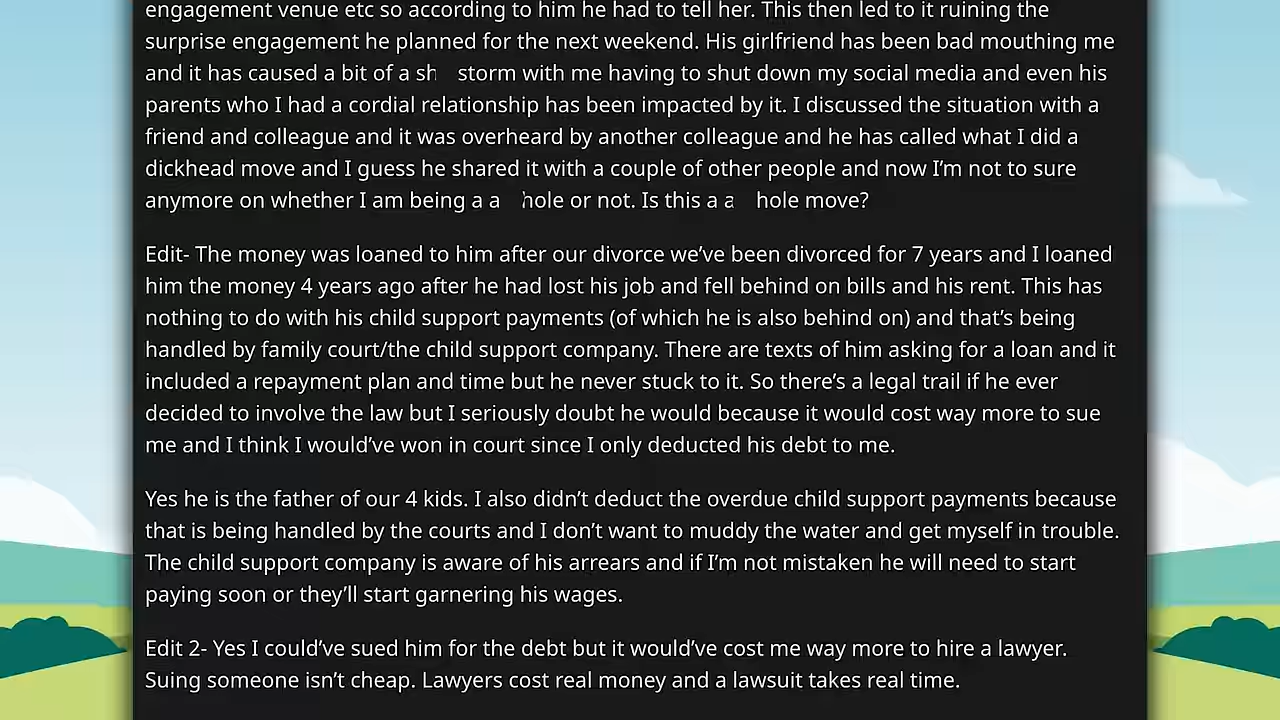 engagement venue etc so according to him he had to tell her. This then led to it ruining the
surprise engagement he planned for the next weekend. His girlfriend has been bad mouthing me
and it has caused a bit of a sh storm with me having to shut down my social media and even his
parents who I had a cordial relationship has been impacted by it. I discussed the situation with a
friend and colleague and it was overheard by another colleague and he has called what I did a
dickhead move and I guess he shared it with a couple of other people and now I'm not to sure
anymore on whether I am being a a hole or not. Is this a a hole move?
Edit- The money was loaned to him after our divorce we've been divorced for 7 years and I loaned
him the money 4 years ago after he had lost his job and fell behind on bills and his rent. This has
nothing to do with his child support payments (of which he is also behind on) and that's being
handled by family court/the child support company. There are texts of him asking for a loan and it
included a repayment plan and time but he never stuck to it. So there's a legal trail if he ever
decided to involve the law but I seriously doubt he would because it would cost way more to sue
me and I think I would've won in court since I only deducted his debt to me.
Yes he is the father of our 4 kids. I also didn't deduct the overdue child support payments because
that is being handled by the courts and I don't want to muddy the water and get myself in trouble.
The child support company is aware of his arrears and if I'm not mistaken he will need to start
paying soon or they'll start garnering his wages.
Edit 2- Yes I could've sued him for the debt but it would've cost me way more to hire a lawyer.
Suing someone isn't cheap. Lawyers cost real money and a lawsuit takes real time.